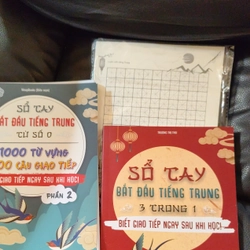 SỔ TAY
BẮT ĐẦU TIẾNG TRUNG
TỪ SỐ 0
1000 TỪ VỰNG
CÂU GIAO TIẾP
GIAO TIẾP NGAY SAU KHI HỌC!
PHẦN 2
SỔ TAY
BẮT ĐẦU TIẾNG TRUNG
3 TRONG 1
BIẾT GIAO TIẾP NGAY SAU KHI HỌC!